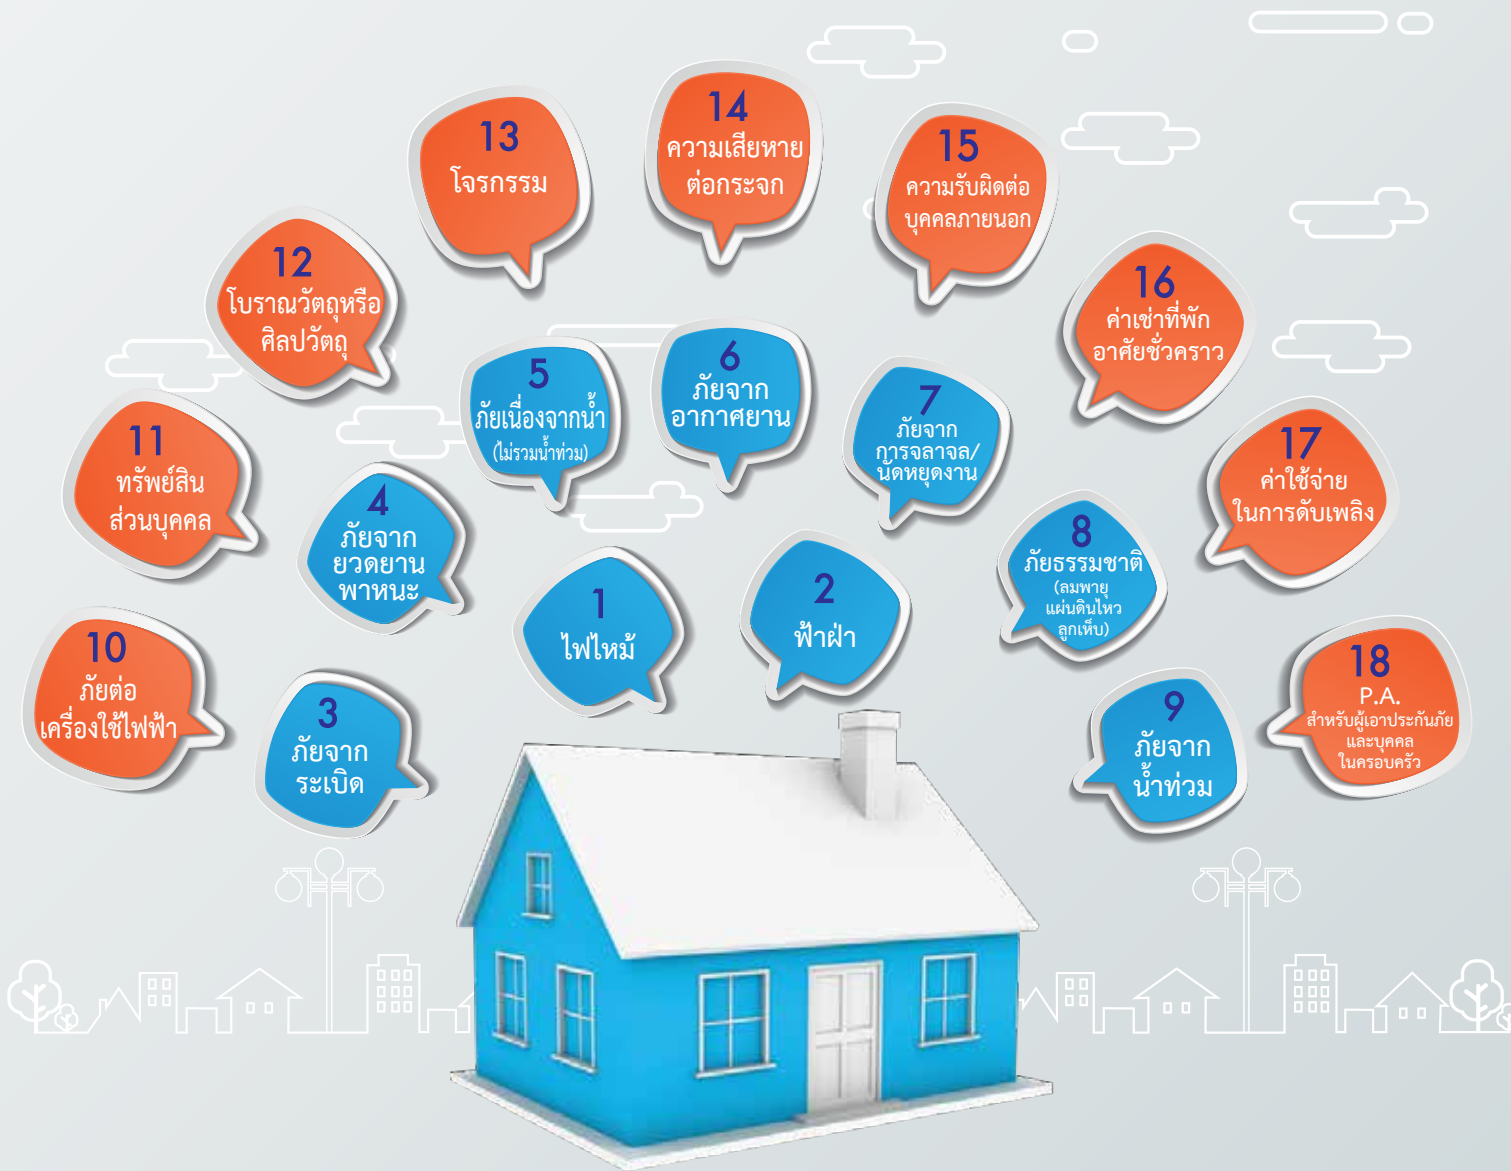 1
ไฟไหม้
2
ฟ้าฝ่า
3
ภัยจาก
ระเบิด
4
ภัยจาก
ยวดยาน
พาหนะ
5
ภัยเนื่องจากน้ำ
(ไม่รวมน้ำท่วม)
6
ภัยจาก
อากาศยาน
7
ภัยจาก
การจลาจล/
นัดหยุดงาน
8
ภัยธรรมชาติ
(ลมพายุ
แผ่นดินไหว
ลูกเห็บ)
9
ภัยจาก
น้ำท่วม
10
ภัยต่อ
เครื่องใช้ไฟฟ้า
11
ทรัพย์สิน
ส่วนบุคคล
12
โบราณวัตถุหรือ
ศิลปวัตถุ
13
โจรกรรม
14
ความเสียหาย
ต่อกระจก
15
ความรับผิดต่อ
บุคคลภายนอก
16
ค่าเช่าที่พัก
อาศัยชั่วคราว
17
ค่าใช้จ่าย
ในการดับเพลิง
18
P.A.
สำหรับผู้เอาประกันภัย
และบุคคล
ในครอบครัว